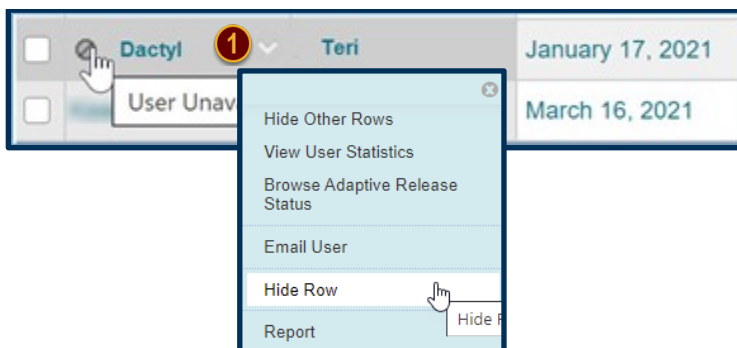 Dactyl 1 Teri January 17, 2021
User Unav
March 16, 2021
Hide Other Rows
View User Statistics
Browse Adaptive Release
Status
Email User
Hide Row
Hide
Report